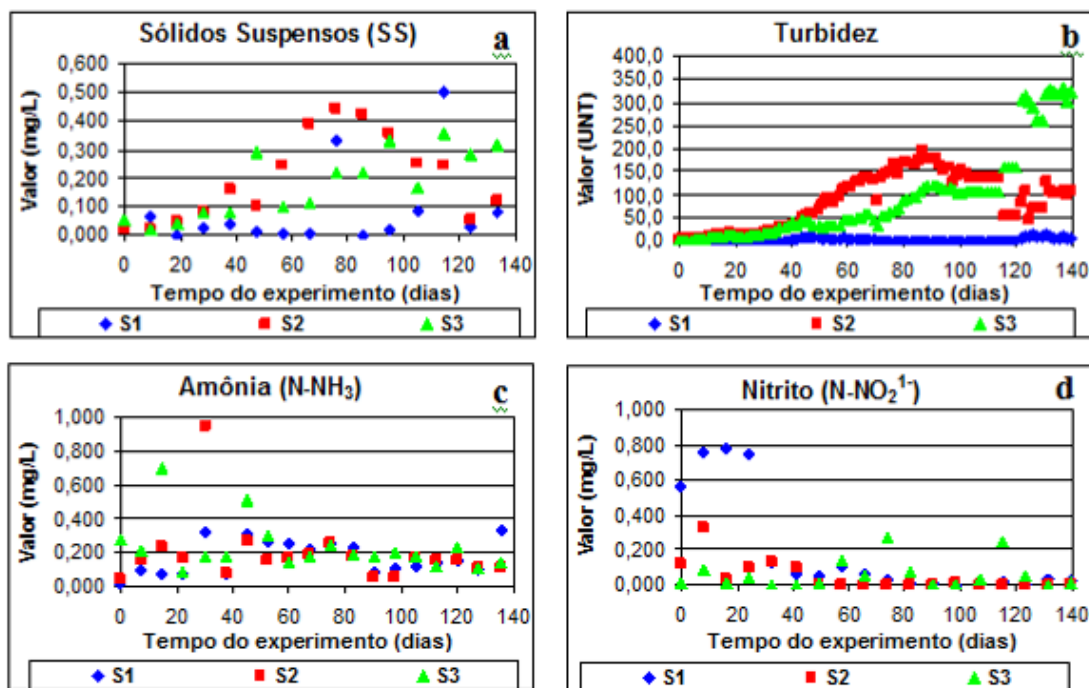 Sólidos Suspensos (SS) a
Valor (mg/L)
0,600
0,500
0,400
0,300
0,200
0,100
0,000
0 20 40 60 80 100 120 140
Tempo do experimento (dias)
S1 S2 S3
Turbidez b
Valor (UNT)
400,0
350,0
300,0
250,0
200,0
150,0
100,0
50,0
0,0
0 20 40 60 80 100 120 140
Tempo do experimento (dias)
S1 S2 S3
Amônia (N-NH₃) c
Valor (mg/L)
1,000
0,800
0,600
0,400
0,200
0,000
0 20 40 60 80 100 120 140
Tempo do experimento (dias)
S1 S2 S3
Nitrito (N-NO₂¹⁻) d
Valor (mg/L)
1,000
0,800
0,600
0,400
0,200
0,000
0 20 40 60 80 100 120 140
Tempo do experimento (dias)
S1 S2 S3